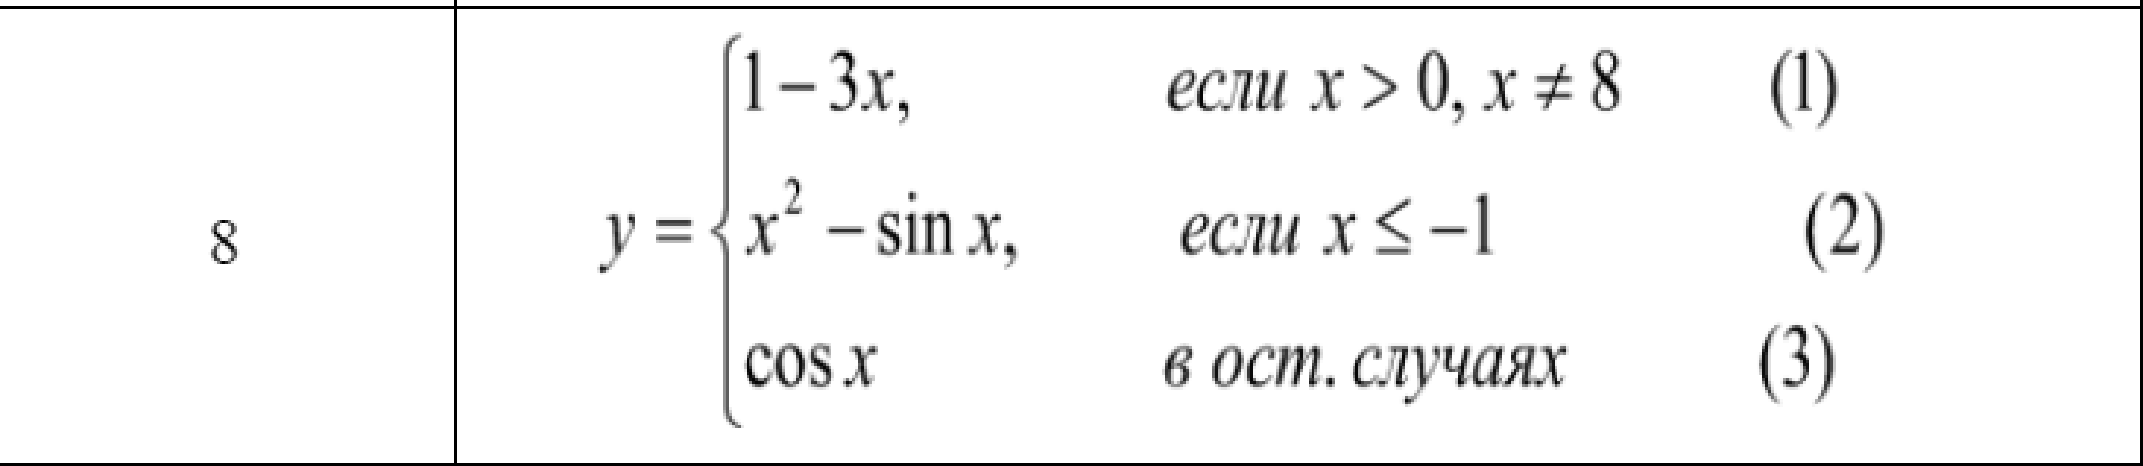 1 − 3x, если x > 0, x ≠ 8 (1)
8 y = { x² − sin x, если x ≤ −1 (2)
cos x в ост. случаях (3)